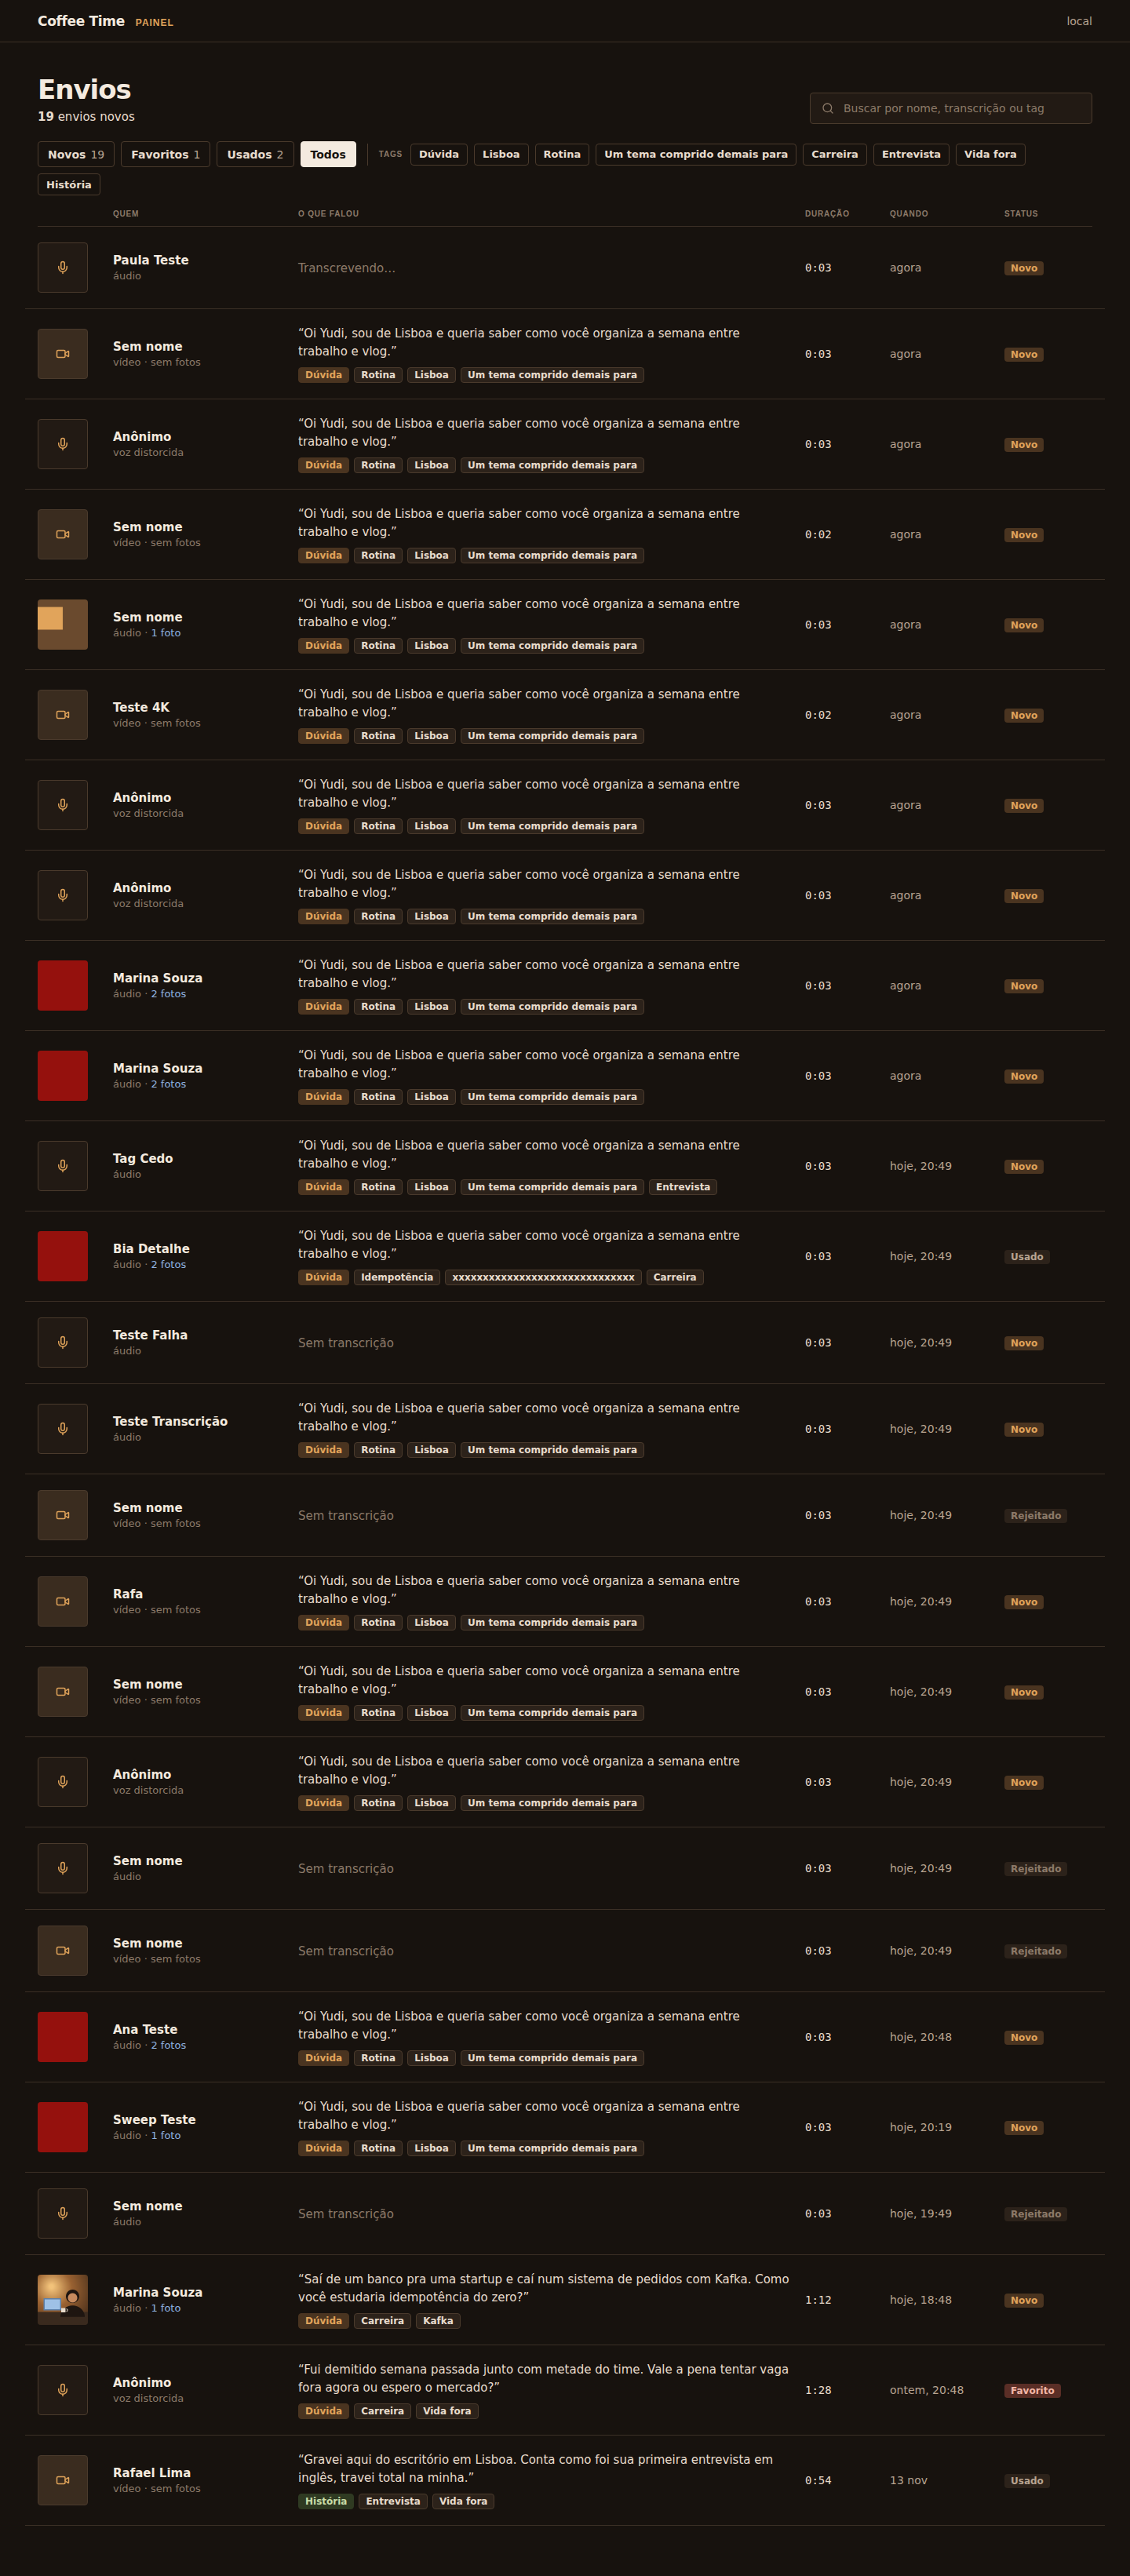 Coffee Time PAINEL local
Envios
19 envios novos
Buscar por nome, transcrição ou tag
Novos 19 Favoritos 1 Usados 2 Todos TAGS Dúvida Lisboa Rotina Um tema comprido demais para Carreira Entrevista Vida fora
História
QUEM O QUE FALOU DURAÇÃO QUANDO STATUS
Paula Teste
áudio
Transcrevendo…
0:03 agora Novo
Sem nome
vídeo · sem fotos
“Oi Yudi, sou de Lisboa e queria saber como você organiza a semana entre
trabalho e vlog.”
Dúvida Rotina Lisboa Um tema comprido demais para
0:03 agora Novo
Anônimo
voz distorcida
“Oi Yudi, sou de Lisboa e queria saber como você organiza a semana entre
trabalho e vlog.”
Dúvida Rotina Lisboa Um tema comprido demais para
0:03 agora Novo
Sem nome
vídeo · sem fotos
“Oi Yudi, sou de Lisboa e queria saber como você organiza a semana entre
trabalho e vlog.”
Dúvida Rotina Lisboa Um tema comprido demais para
0:02 agora Novo
Sem nome
áudio · 1 foto
“Oi Yudi, sou de Lisboa e queria saber como você organiza a semana entre
trabalho e vlog.”
Dúvida Rotina Lisboa Um tema comprido demais para
0:03 agora Novo
Teste 4K
vídeo · sem fotos
“Oi Yudi, sou de Lisboa e queria saber como você organiza a semana entre
trabalho e vlog.”
Dúvida Rotina Lisboa Um tema comprido demais para
0:02 agora Novo
Anônimo
voz distorcida
“Oi Yudi, sou de Lisboa e queria saber como você organiza a semana entre
trabalho e vlog.”
Dúvida Rotina Lisboa Um tema comprido demais para
0:03 agora Novo
Anônimo
voz distorcida
“Oi Yudi, sou de Lisboa e queria saber como você organiza a semana entre
trabalho e vlog.”
Dúvida Rotina Lisboa Um tema comprido demais para
0:03 agora Novo
Marina Souza
áudio · 2 fotos
“Oi Yudi, sou de Lisboa e queria saber como você organiza a semana entre
trabalho e vlog.”
Dúvida Rotina Lisboa Um tema comprido demais para
0:03 agora Novo
Marina Souza
áudio · 2 fotos
“Oi Yudi, sou de Lisboa e queria saber como você organiza a semana entre
trabalho e vlog.”
Dúvida Rotina Lisboa Um tema comprido demais para
0:03 agora Novo
Tag Cedo
áudio
“Oi Yudi, sou de Lisboa e queria saber como você organiza a semana entre
trabalho e vlog.”
Dúvida Rotina Lisboa Um tema comprido demais para Entrevista
0:03 hoje, 20:49 Novo
Bia Detalhe
áudio · 2 fotos
“Oi Yudi, sou de Lisboa e queria saber como você organiza a semana entre
trabalho e vlog.”
Dúvida Idempotência xxxxxxxxxxxxxxxxxxxxxxxxxxxxxx Carreira
0:03 hoje, 20:49 Usado
Teste Falha
áudio
Sem transcrição
0:03 hoje, 20:49 Novo
Teste Transcrição
áudio
“Oi Yudi, sou de Lisboa e queria saber como você organiza a semana entre
trabalho e vlog.”
Dúvida Rotina Lisboa Um tema comprido demais para
0:03 hoje, 20:49 Novo
Sem nome
vídeo · sem fotos
Sem transcrição
0:03 hoje, 20:49 Rejeitado
Rafa
vídeo · sem fotos
“Oi Yudi, sou de Lisboa e queria saber como você organiza a semana entre
trabalho e vlog.”
Dúvida Rotina Lisboa Um tema comprido demais para
0:03 hoje, 20:49 Novo
Sem nome
vídeo · sem fotos
“Oi Yudi, sou de Lisboa e queria saber como você organiza a semana entre
trabalho e vlog.”
Dúvida Rotina Lisboa Um tema comprido demais para
0:03 hoje, 20:49 Novo
Anônimo
voz distorcida
“Oi Yudi, sou de Lisboa e queria saber como você organiza a semana entre
trabalho e vlog.”
Dúvida Rotina Lisboa Um tema comprido demais para
0:03 hoje, 20:49 Novo
Sem nome
áudio
Sem transcrição
0:03 hoje, 20:49 Rejeitado
Sem nome
vídeo · sem fotos
Sem transcrição
0:03 hoje, 20:49 Rejeitado
Ana Teste
áudio · 2 fotos
“Oi Yudi, sou de Lisboa e queria saber como você organiza a semana entre
trabalho e vlog.”
Dúvida Rotina Lisboa Um tema comprido demais para
0:03 hoje, 20:48 Novo
Sweep Teste
áudio · 1 foto
“Oi Yudi, sou de Lisboa e queria saber como você organiza a semana entre
trabalho e vlog.”
Dúvida Rotina Lisboa Um tema comprido demais para
0:03 hoje, 20:19 Novo
Sem nome
áudio
Sem transcrição
0:03 hoje, 19:49 Rejeitado
Marina Souza
áudio · 1 foto
“Saí de um banco pra uma startup e caí num sistema de pedidos com Kafka. Como
você estudaria idempotência do zero?”
Dúvida Carreira Kafka
1:12 hoje, 18:48 Novo
Anônimo
voz distorcida
“Fui demitido semana passada junto com metade do time. Vale a pena tentar vaga
fora agora ou espero o mercado?”
Dúvida Carreira Vida fora
1:28 ontem, 20:48 Favorito
Rafael Lima
vídeo · sem fotos
“Gravei aqui do escritório em Lisboa. Conta como foi sua primeira entrevista em
inglês, travei total na minha.”
História Entrevista Vida fora
0:54 13 nov Usado